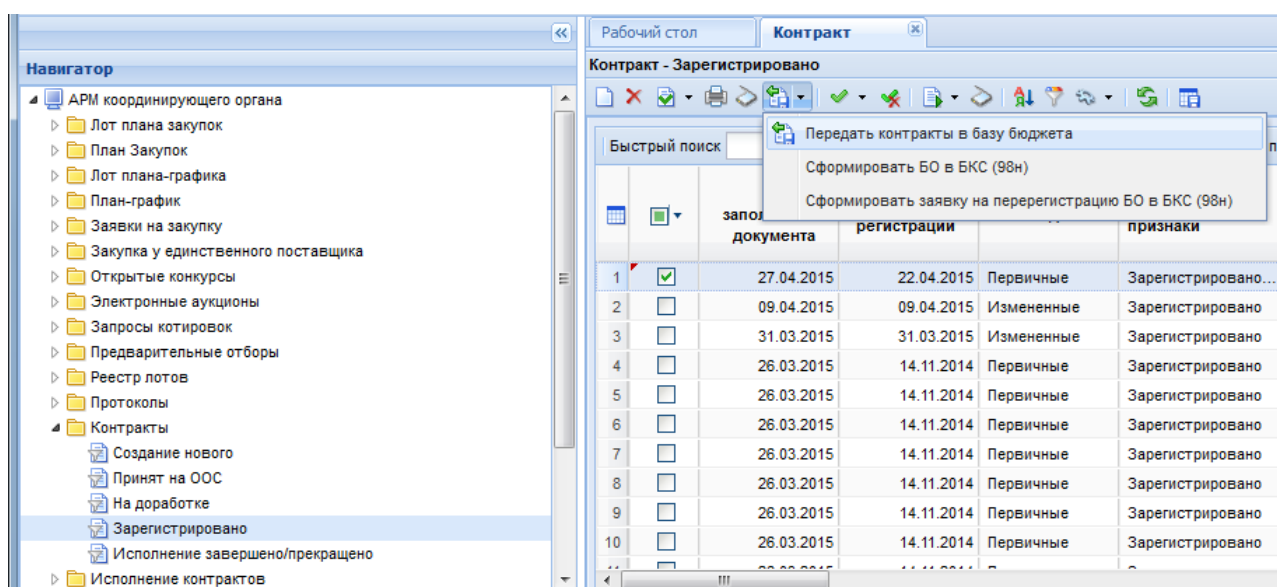 Навигатор
АРМ координирующего органа
Лот плана закупок
План Закупок
Лот плана-графика
План-график
Заявки на закупку
Закупка у единственного поставщика
Открытые конкурсы
Электронные аукционы
Запросы котировок
Предварительные отборы
Реестр лотов
Протоколы
Контракты
Создание нового
Принят на ООС
На доработке
Зарегистрировано
Исполнение завершено/прекращено
Исполнение контрактов
Рабочий стол Контракт
Контракт - Зарегистрировано
Быстрый поиск
Передать контракты в базу бюджета
Сформировать БО в БКС (98н)
Сформировать заявку на перерегистрацию БО в БКС (98н)
документа регистрации признаки
1 27.04.2015 22.04.2015 Первичные Зарегистрировано...
2 09.04.2015 09.04.2015 Измененные Зарегистрировано
3 31.03.2015 31.03.2015 Измененные Зарегистрировано
4 26.03.2015 14.11.2014 Первичные Зарегистрировано
5 26.03.2015 14.11.2014 Первичные Зарегистрировано
6 26.03.2015 14.11.2014 Первичные Зарегистрировано
7 26.03.2015 14.11.2014 Первичные Зарегистрировано
8 26.03.2015 14.11.2014 Первичные Зарегистрировано
9 26.03.2015 14.11.2014 Первичные Зарегистрировано
10 26.03.2015 14.11.2014 Первичные Зарегистрировано